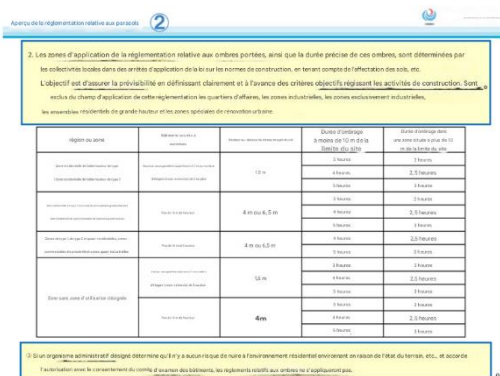 Aperçu de la réglementation relative aux parasols
2
2. Les zones d'application de la réglementation relative aux ombres portées, ainsi que la durée précise de ces ombres, sont déterminées par
les collectivités locales dans des arrêtés d'application de la loi sur les normes de construction, en tenant compte de l'affectation des sols, etc.
L'objectif est d'assurer la prévisibilité en définissant clairement et à l'avance des critères objectifs régissant les activités de construction. Sont
exclus du champ d'application de cette réglementation les quartiers d'affaires, les zones industrielles, les zones exclusivement industrielles,
les ensembles résidentiels de grande hauteur et les zones spéciales de rénovation urbaine.
Région ou zone
Durée d'ombrage à moins de 10 m de la limite du site
Durée d'ombrage dans une zone située à plus de 10 m de la limite du site
1,5 m
3 heures 2 heures
4 heures 2,5 heures
5 heures 3 heures
4 m ou 6,5 m
3 heures 2 heures
4 heures 2,5 heures
5 heures 3 heures
4 m ou 6,5 m
4 heures 2,5 heures
5 heures 3 heures
Zone sans zone d'utilisation désignée
1,5 m
3 heures 2 heures
4 heures 2,5 heures
5 heures 3 heures
4m
3 heures 2 heures
4 heures 2,5 heures
5 heures 3 heures
Si un organisme administratif désigné détermine qu'il n'y a aucun risque de nuire à l'environnement résidentiel environnant en raison de l'état du terrain, etc., et accorde
l'autorisation avec le consentement du comité d'examen des bâtiments, les règlements relatifs aux ombres ne s'appliqueront pas.